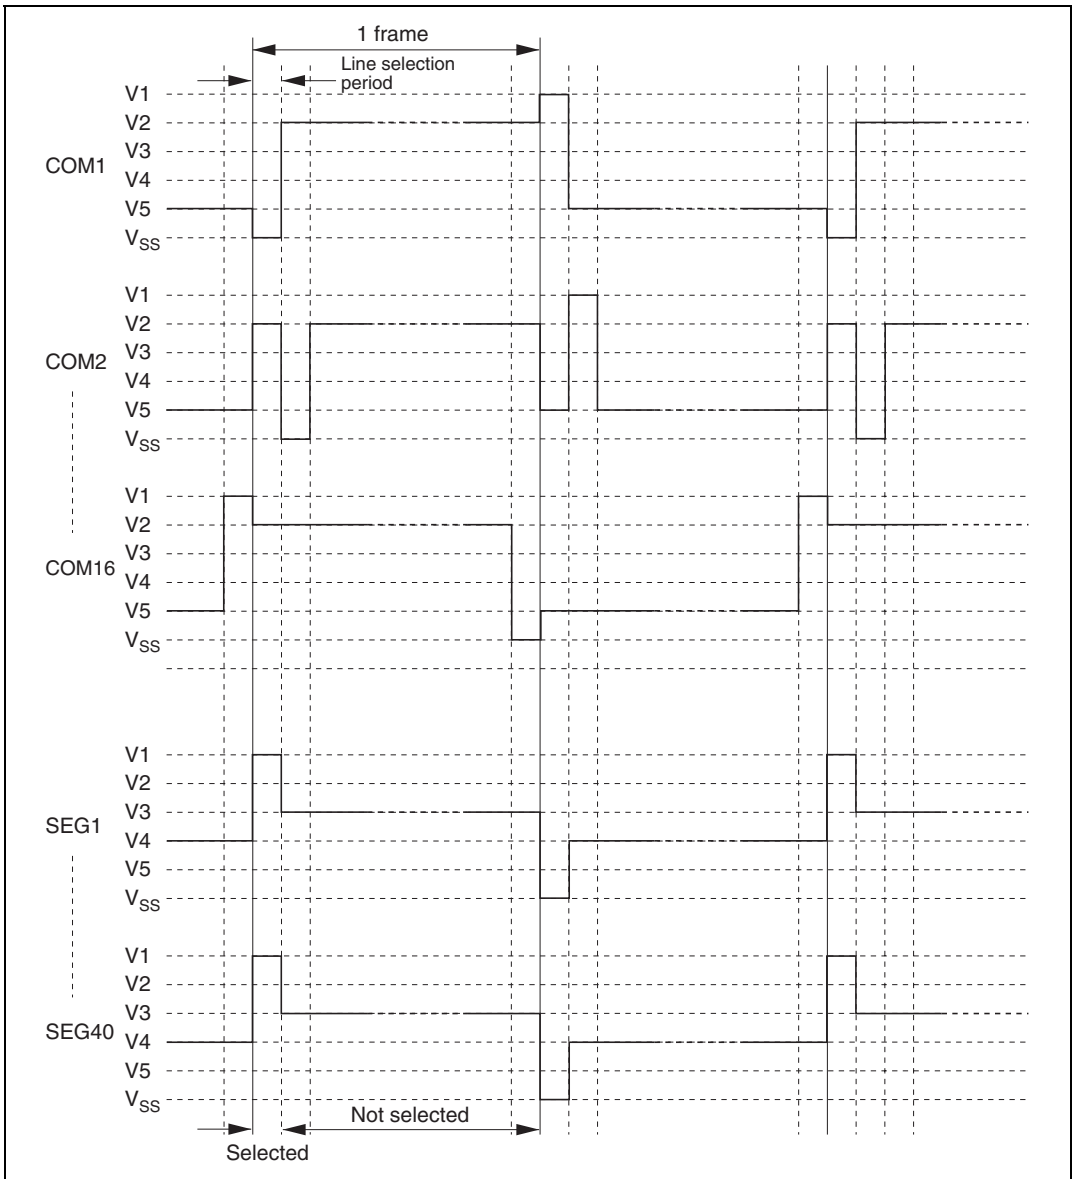 1 frame
Line selection
period
V1
V2
V3
COM1
V4
V5
VSS
V1
V2
V3
COM2
V4
V5
VSS
V1
V2
V3
COM16
V4
V5
VSS
V1
V2
V3
SEG1
V4
V5
VSS
V1
V2
V3
SEG40
V4
V5
VSS
Not selected
Selected